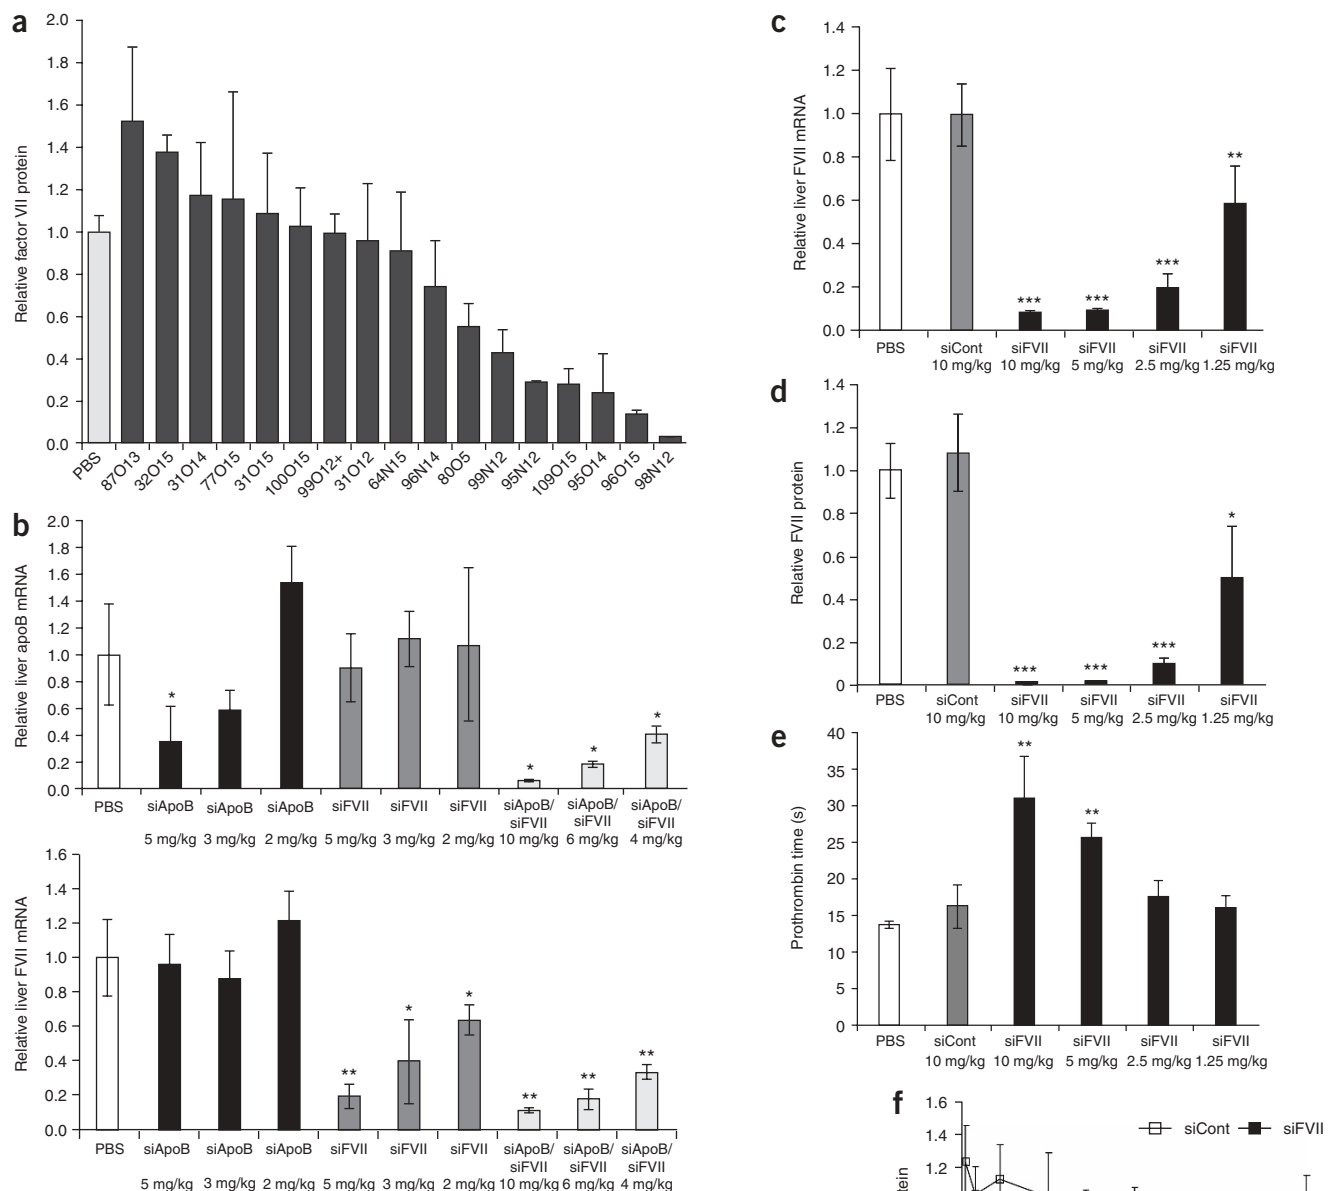 a
2.0
1.8
1.6
1.4
1.2
1.0
0.8
0.6
0.4
0.2
0.0
Relative factor VII protein
PBS 87O13 32O15 31O14 77O15 31O15 100O15 99O12+ 31O12 64N15 96N14 80O5 99N12 95N12 109O15 95O14 96O15 98N12
b
2.0
1.8
1.6
1.4
1.2
1.0
0.8
0.6
0.4
0.2
0.0
Relative liver apoB mRNA
* * * *
PBS siApoB siApoB siApoB siFVII siFVII siFVII siApoB/ siApoB/ siApoB/
siFVII siFVII siFVII
5 mg/kg 3 mg/kg 2 mg/kg 5 mg/kg 3 mg/kg 2 mg/kg 10 mg/kg 6 mg/kg 4 mg/kg
1.6
1.4
1.2
1.0
0.8
0.6
0.4
0.2
0.0
Relative liver FVII mRNA
** * * ** ** **
PBS siApoB siApoB siApoB siFVII siFVII siFVII siApoB/ siApoB/ siApoB/
siFVII siFVII siFVII
5 mg/kg 3 mg/kg 2 mg/kg 5 mg/kg 3 mg/kg 2 mg/kg 10 mg/kg 6 mg/kg 4 mg/kg
c
1.4
1.2
1.0
0.8
0.6
0.4
0.2
0.0
Relative liver FVII mRNA
*** *** *** **
PBS siCont siFVII siFVII siFVII siFVII
10 mg/kg 10 mg/kg 5 mg/kg 2.5 mg/kg 1.25 mg/kg
d
1.4
1.2
1.0
0.8
0.6
0.4
0.2
0
Relative FVII protein
*** *** *** *
PBS siCont siFVII siFVII siFVII siFVII
10 mg/kg 10 mg/kg 5 mg/kg 2.5 mg/kg 1.25 mg/kg
e
40
35
30
25
20
15
10
5
0
Prothrombin time (s)
** **
PBS siCont siFVII siFVII siFVII siFVII
10 mg/kg 10 mg/kg 5 mg/kg 2.5 mg/kg 1.25 mg/kg
f
1.6
1.4
1.2
siCont siFVII